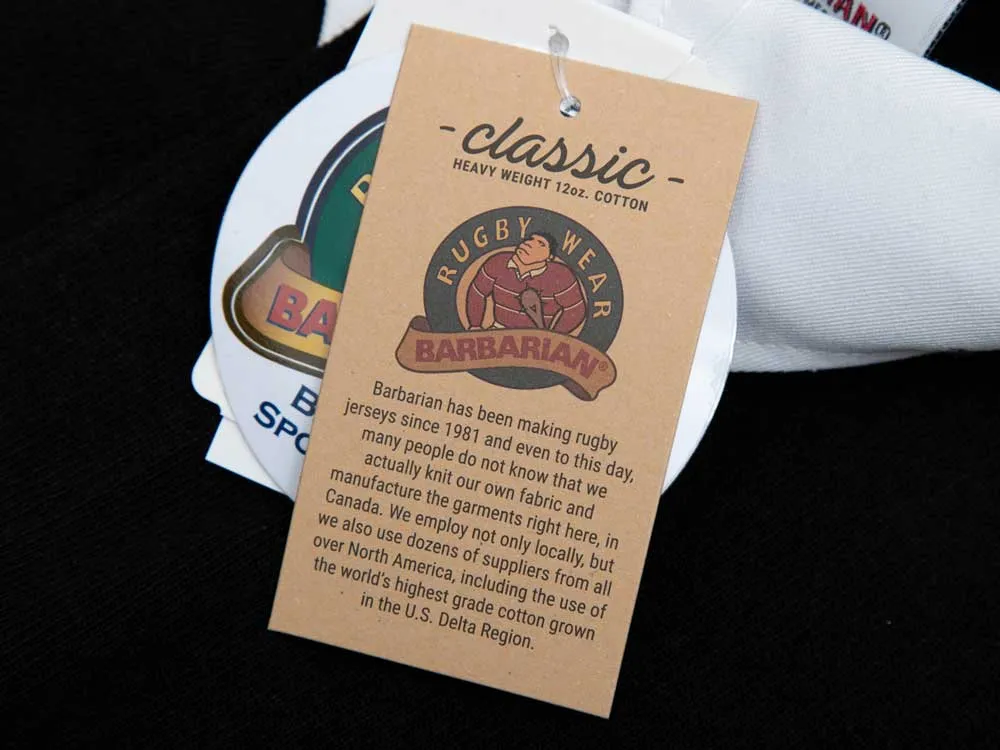 - classic -
HEAVY WEIGHT 12oz. COTTON
RUGBY WEAR
BARBARIAN®
Barbarian has been making rugby
jerseys since 1981 and even to this day,
many people do not know that we
actually knit our own fabric and
manufacture the garments right here, in
Canada. We employ not only locally, but
we also use dozens of suppliers from all
over North America, including the use of
the world's highest grade cotton grown
in the U.S. Delta Region.
BA
B
SPO